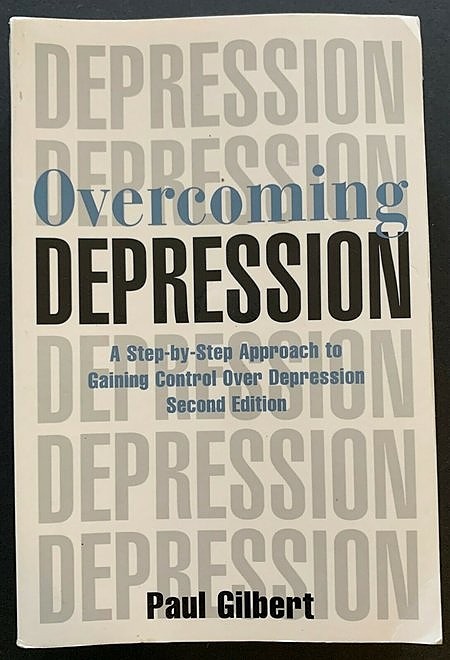 DEPRESSION
DEPRESSION
Overcoming
DEPRESSION
DEPRESSION
A Step-by-Step Approach to
Gaining Control Over Depression
Second Edition
DEPRESSION
DEPRESSION
Paul Gilbert